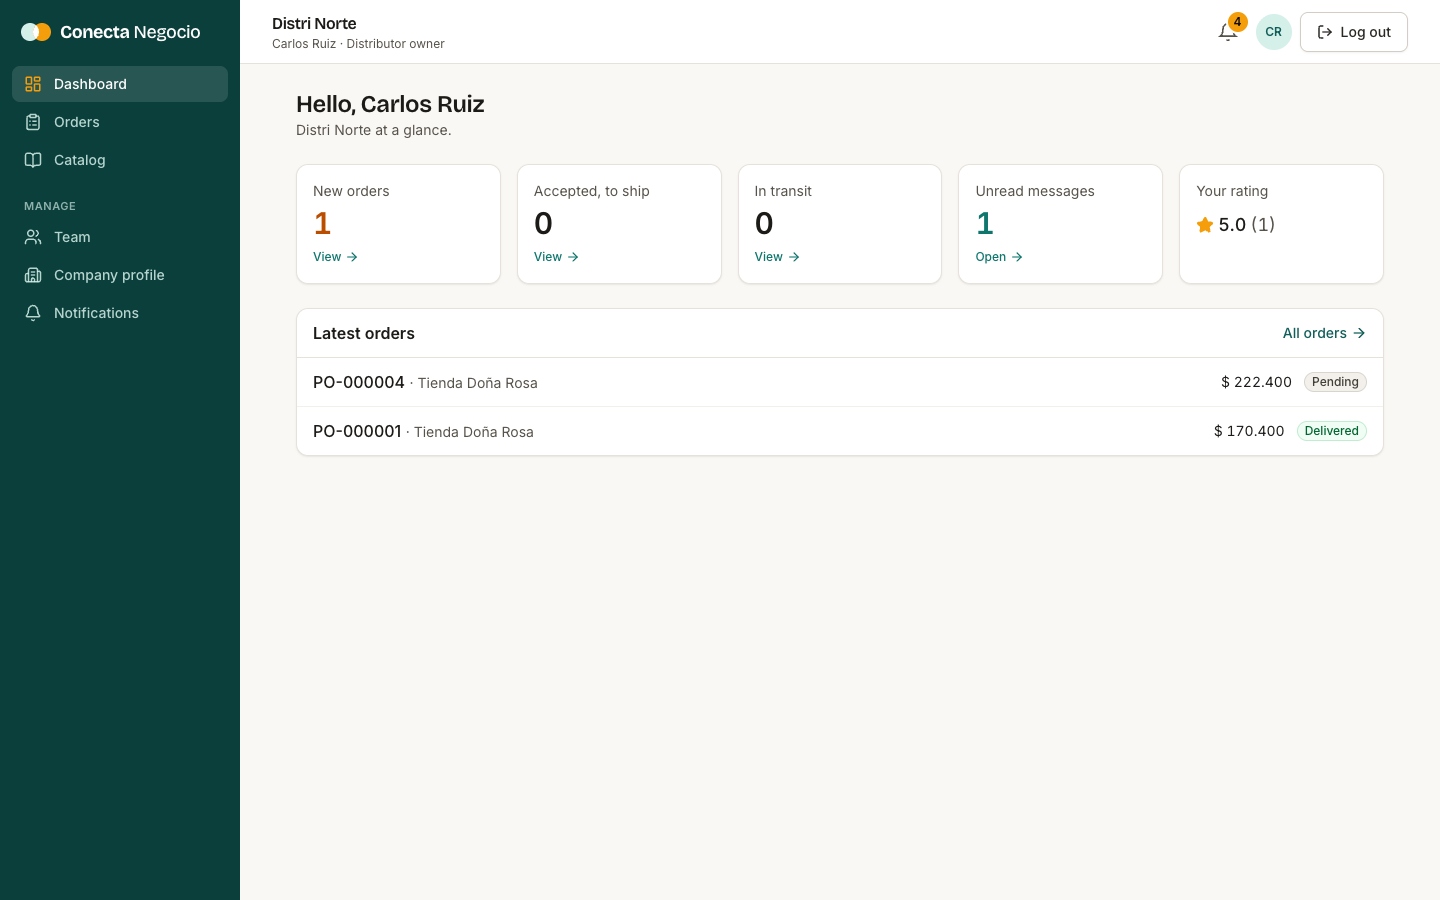 Conecta Negocio
Dashboard
Orders
Catalog
MANAGE
Team
Company profile
Notifications
Distri Norte
Carlos Ruiz · Distributor owner
4
CR
Log out
Hello, Carlos Ruiz
Distri Norte at a glance.
New orders
1
View →
Accepted, to ship
0
View →
In transit
0
View →
Unread messages
1
Open →
Your rating
5.0 (1)
Latest orders
All orders →
PO-000004 · Tienda Doña Rosa
$ 222.400 Pending
PO-000001 · Tienda Doña Rosa
$ 170.400 Delivered